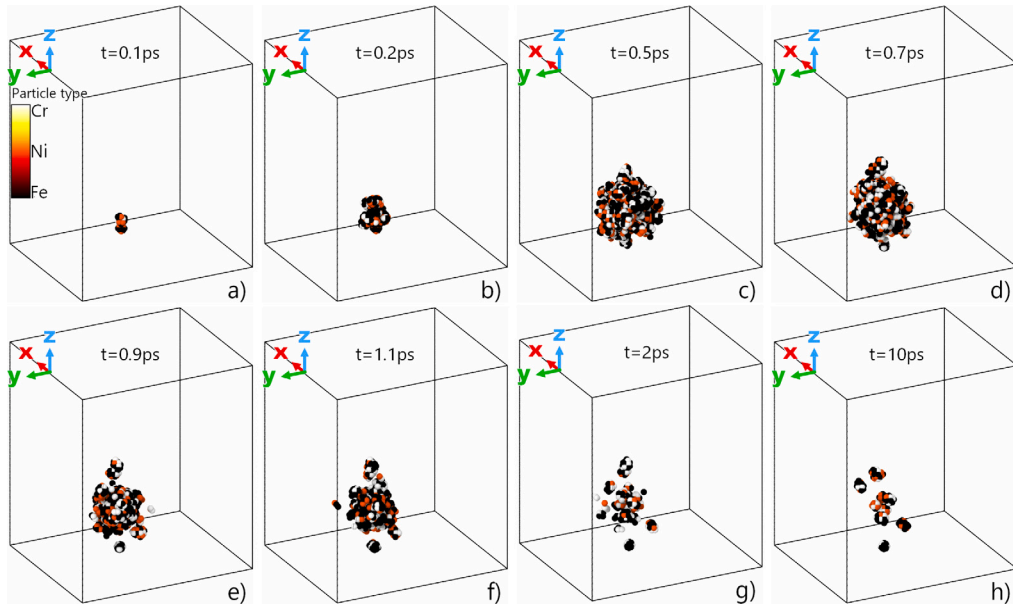 z
x
y
t=0.1ps
Particle type
Cr
Ni
Fe
a)
z
x
y
t=0.2ps
b)
z
x
y
t=0.5ps
c)
z
x
y
t=0.7ps
d)
z
x
y
t=0.9ps
e)
z
x
y
t=1.1ps
f)
z
x
y
t=2ps
g)
z
x
y
t=10ps
h)